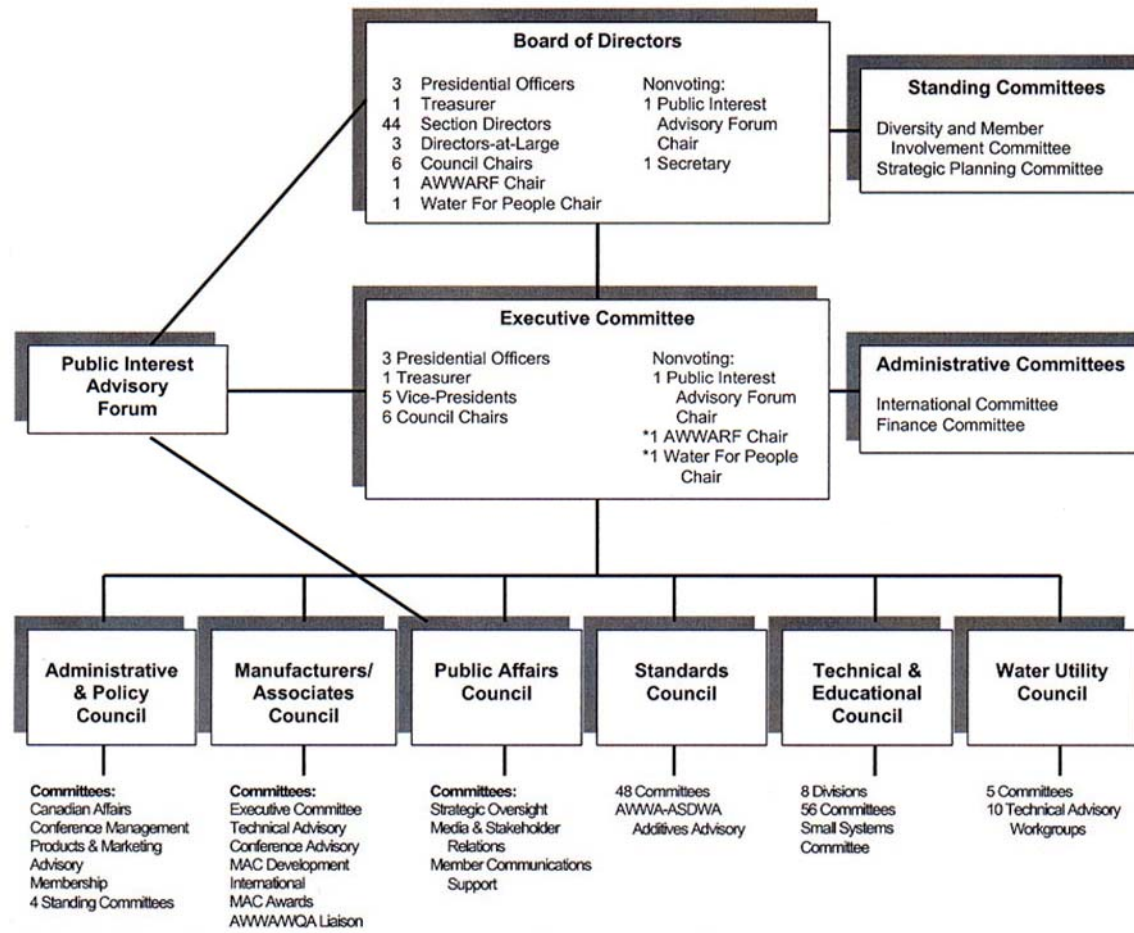 Board of Directors
3 Presidential Officers
1 Treasurer
44 Section Directors
3 Directors-at-Large
6 Council Chairs
1 AWWARF Chair
1 Water For People Chair
Nonvoting:
1 Public Interest
Advisory Forum
Chair
1 Secretary
Standing Committees
Diversity and Member
Involvement Committee
Strategic Planning Committee
Public Interest
Advisory
Forum
Executive Committee
3 Presidential Officers
1 Treasurer
5 Vice-Presidents
6 Council Chairs
Nonvoting:
1 Public Interest
Advisory Forum
Chair
*1 AWWARF Chair
*1 Water For People
Chair
Administrative Committees
International Committee
Finance Committee
Administrative
& Policy
Council
Committees:
Canadian Affairs
Conference Management
Products & Marketing
Advisory
Membership
4 Standing Committees
Manufacturers/
Associates
Council
Committees:
Executive Committee
Technical Advisory
Conference Advisory
MAC Development
International
MAC Awards
AWWA/WQA Liaison
Public Affairs
Council
Committees:
Strategic Oversight
Media & Stakeholder
Relations
Member Communications
Support
Standards
Council
48 Committees
AWWA-ASDWA
Additives Advisory
Technical &
Educational
Council
8 Divisions
56 Committees
Small Systems
Committee
Water Utility
Council
5 Committees
10 Technical Advisory
Workgroups